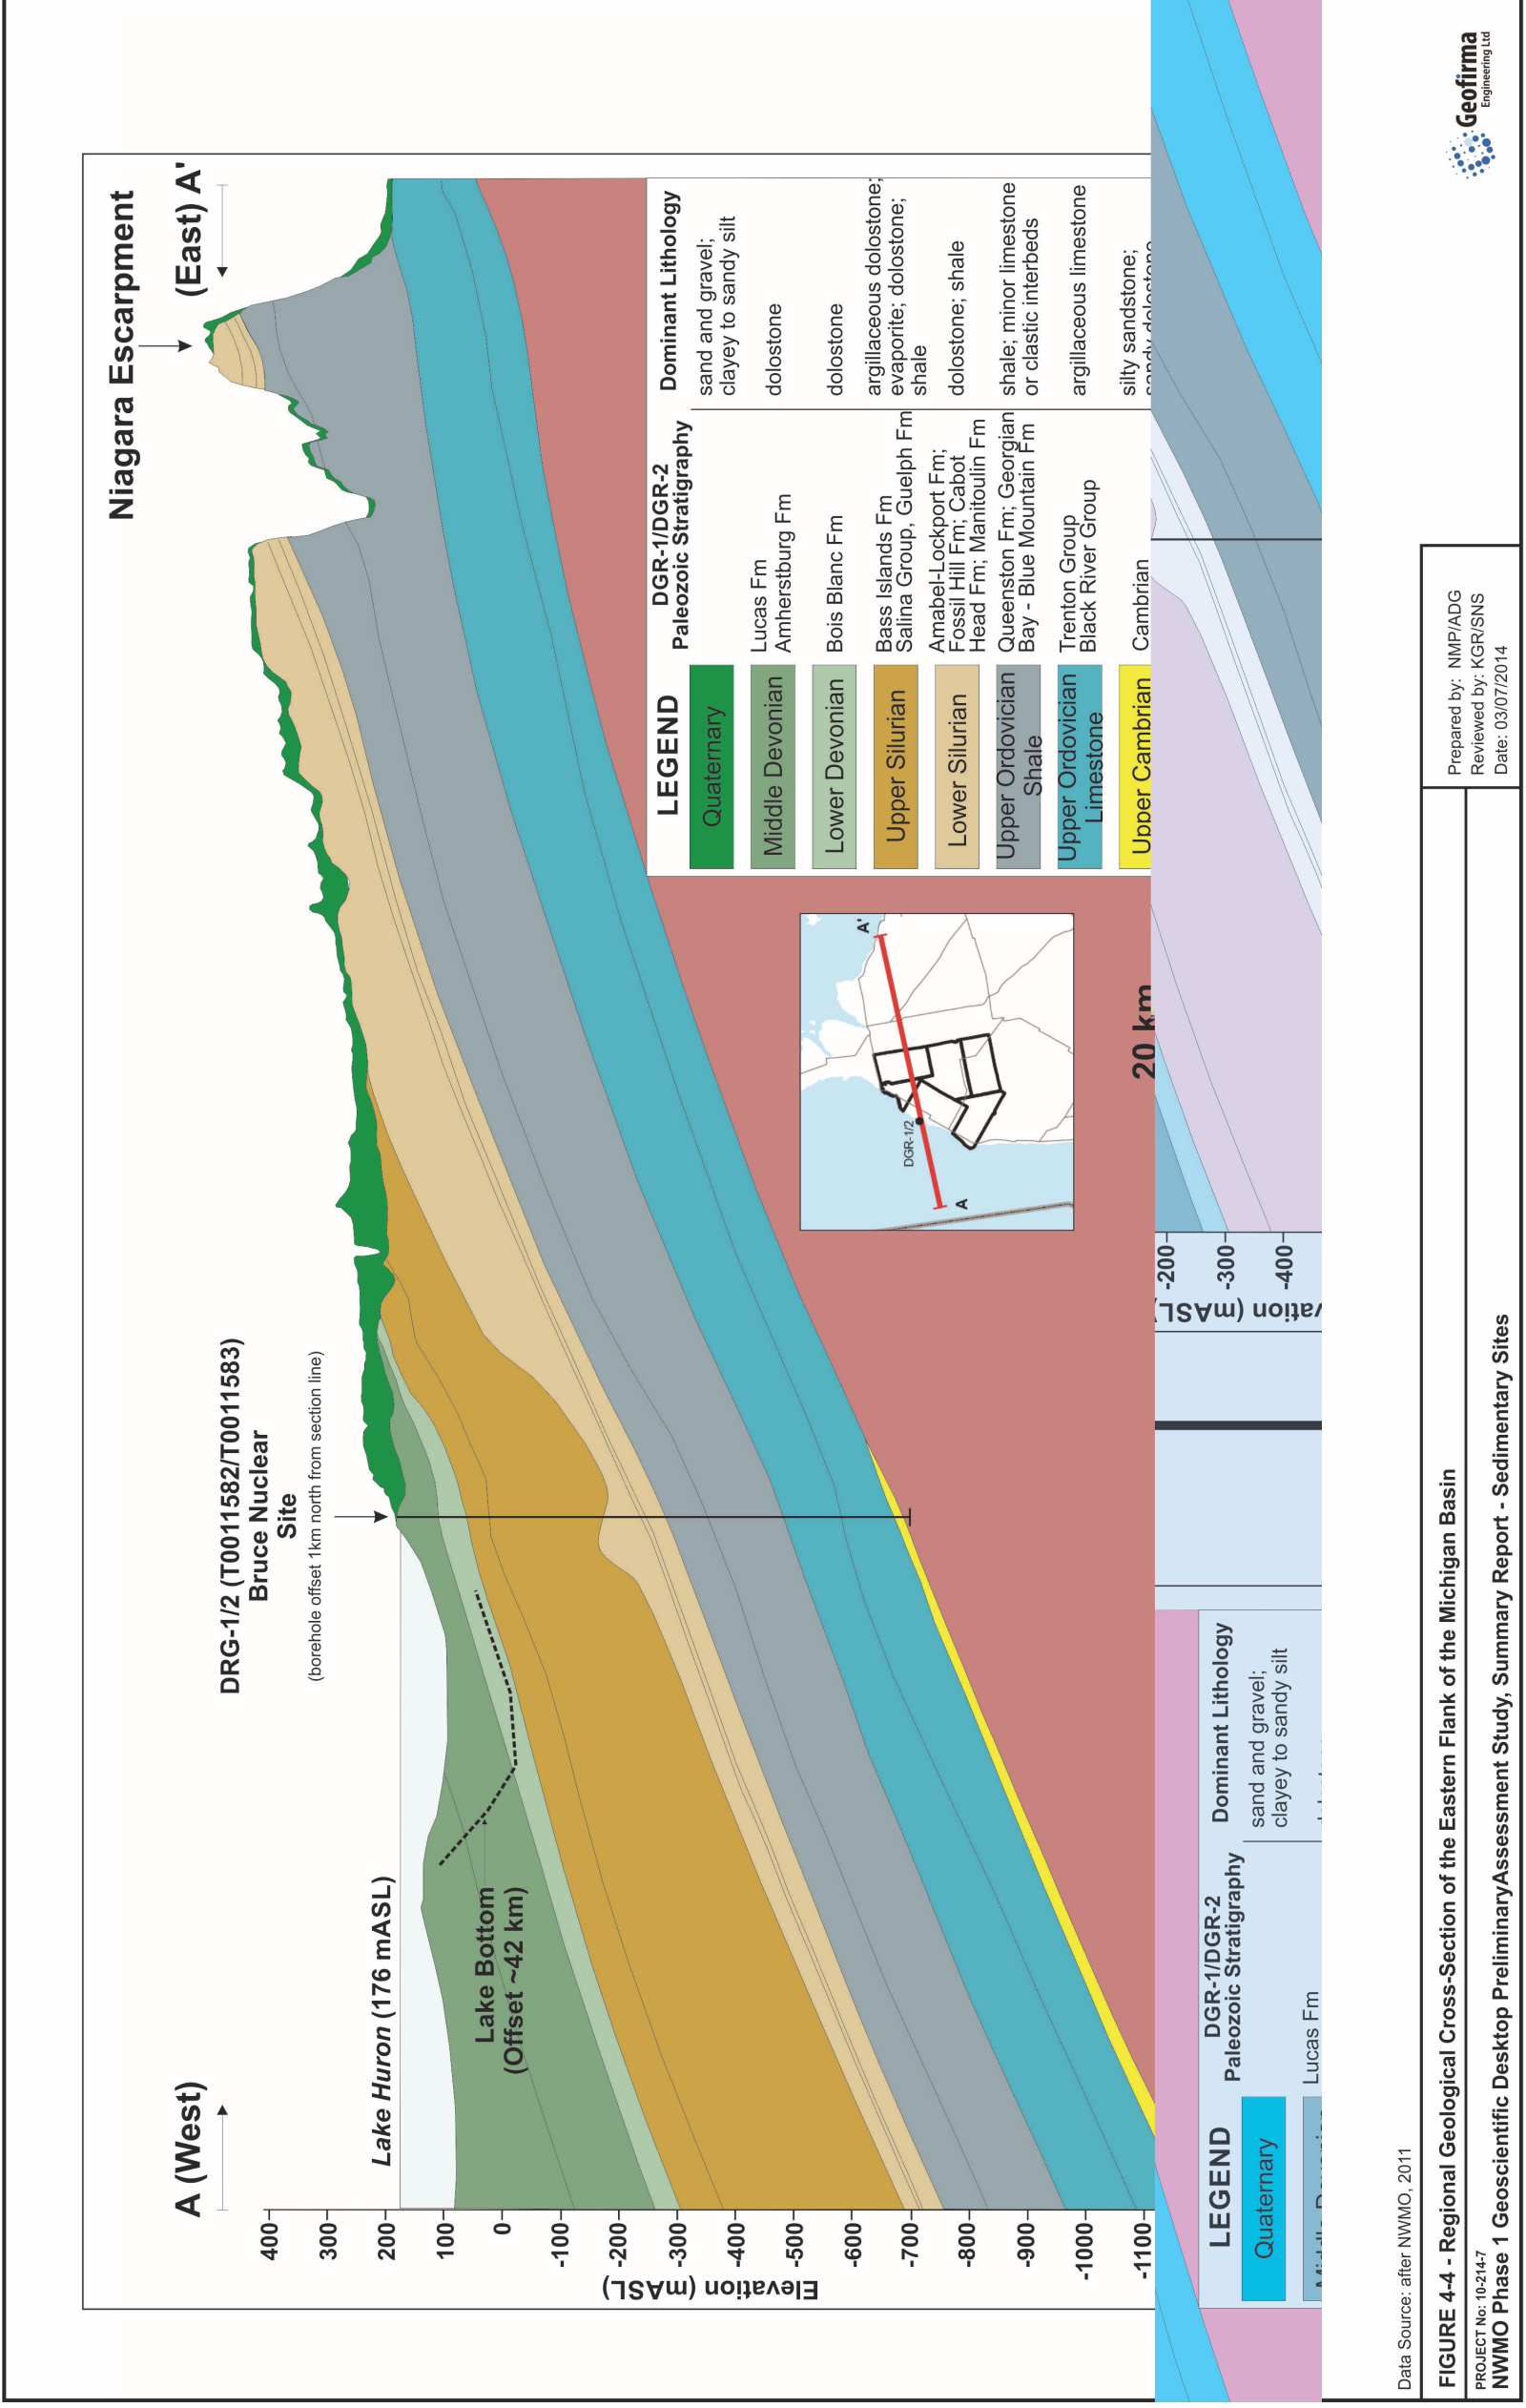 Niagara Escarpment
A (West)
(East) A'
DRG-1/2 (T0011582/T0011583)
Bruce Nuclear
Site
(borehole offset 1km north from section line)
Lake Huron (176 mASL)
Lake Bottom
(Offset ~42 km)
Elevation (mASL)
400
300
200
100
0
-100
-200
-300
-400
-500
-600
-700
-800
-900
-1000
-1100
LEGEND
DGR-1/DGR-2
Paleozoic Stratigraphy
Dominant Lithology
Quaternary
sand and gravel;
clayey to sandy silt
Middle Devonian
Lucas Fm
Amherstburg Fm
dolostone
Lower Devonian
Bois Blanc Fm
dolostone
Upper Silurian
Bass Islands Fm
Salina Group, Guelph Fm
argillaceous dolostone;
evaporite; dolostone;
shale
Lower Silurian
Amabel-Lockport Fm;
Fossil Hill Fm; Cabot
Head Fm; Manitoulin Fm
dolostone; shale
Upper Ordovician
Shale
Queenston Fm; Georgian
Bay - Blue Mountain Fm
shale; minor limestone
or clastic interbeds
Upper Ordovician
Limestone
Trenton Group
Black River Group
argillaceous limestone
Upper Cambrian
Cambrian
silty sandstone;
sandy dolostone
A
A'
DGR-1/2
20 km
-200
-300
-400
vation (mASL)
LEGEND
DGR-1/DGR-2
Paleozoic Stratigraphy
Dominant Lithology
Quaternary
sand and gravel;
clayey to sandy silt
Lucas Fm
Data Source: after NWMO, 2011
FIGURE 4-4 - Regional Geological Cross-Section of the Eastern Flank of the Michigan Basin
PROJECT No: 10-214-7
NWMO Phase 1 Geoscientific Desktop PreliminaryAssessment Study, Summary Report - Sedimentary Sites
Prepared by: NMP/ADG
Reviewed by: KGR/SNS
Date: 03/07/2014
Geofirma
Engineering Ltd